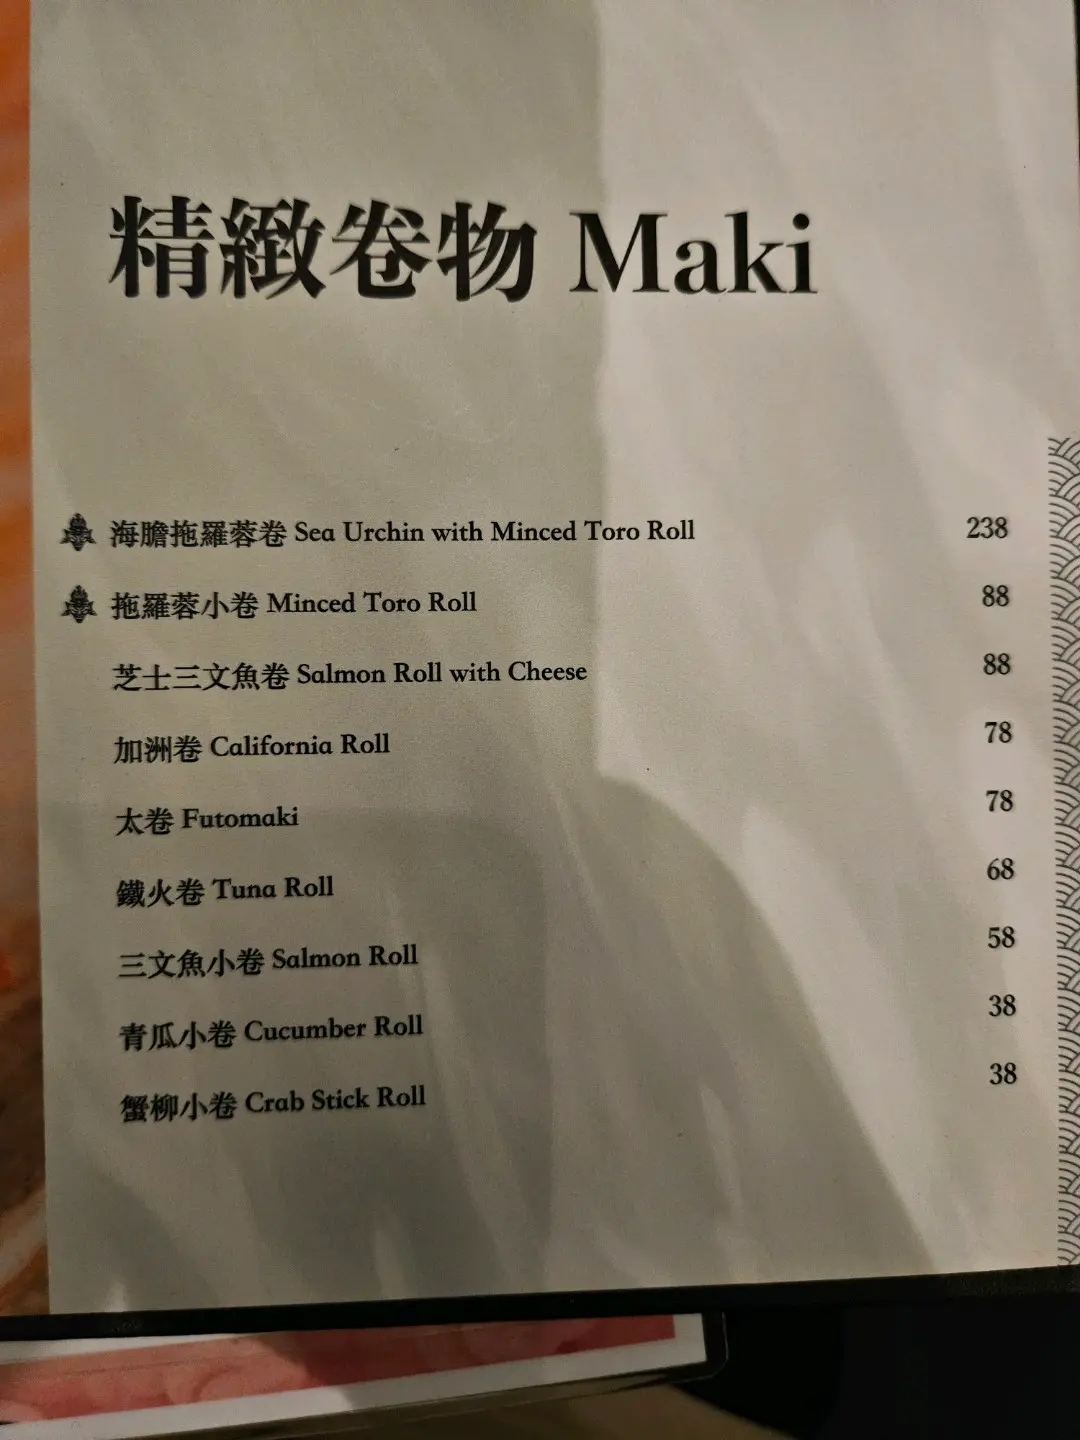 精緻卷物 Maki
海膽拖羅蓉卷 Sea Urchin with Minced Toro Roll 238
拖羅蓉小卷 Minced Toro Roll 88
芝士三文魚卷 Salmon Roll with Cheese 88
加洲卷 California Roll 78
太卷 Futomaki 78
鐵火卷 Tuna Roll 68
三文魚小卷 Salmon Roll 58
青瓜小卷 Cucumber Roll 38
蟹柳小卷 Crab Stick Roll 38